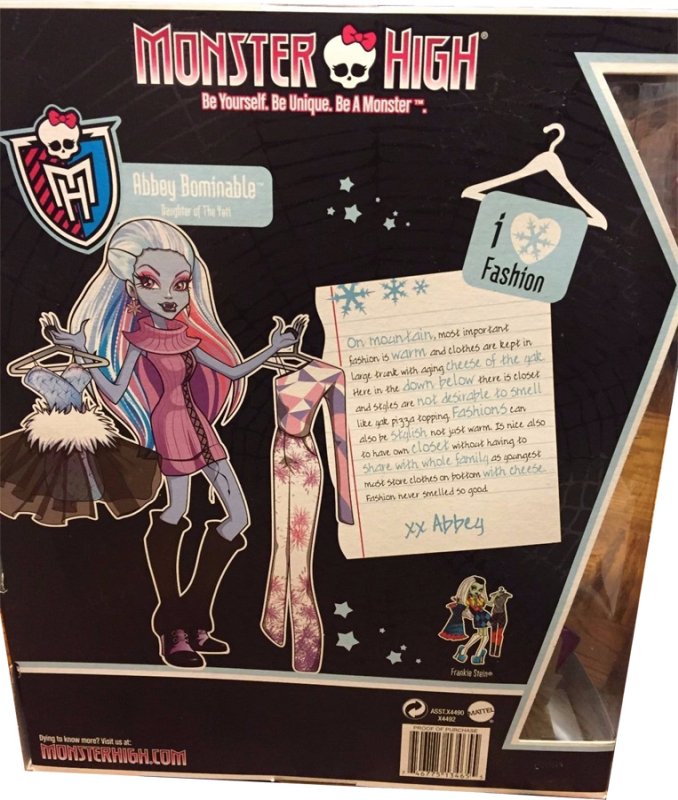 MONSTER HIGH®
Be Yourself. Be Unique. Be A Monster™.
Abbey Bominable™
Daughter of The Yeti
i
Fashion
On mountain, most important
fashion is warm and clothes are kept in
large trunk with aging cheese of the yak.
Here in the down below there is closet
and styles are not desirable to smell
like yak pizza topping. Fashions can
also be stylish not just warm. Is nice also
to have own closet without having to
share with whole family as youngest
must store clothes on bottom with cheese.
Fashion never smelled so good.
xx Abbey
Frankie Stein®
ASST.X4490
X4492
MATTEL
PROOF OF PURCHASE
Dying to know more? Visit us at:
MONSTERHIGH.COM